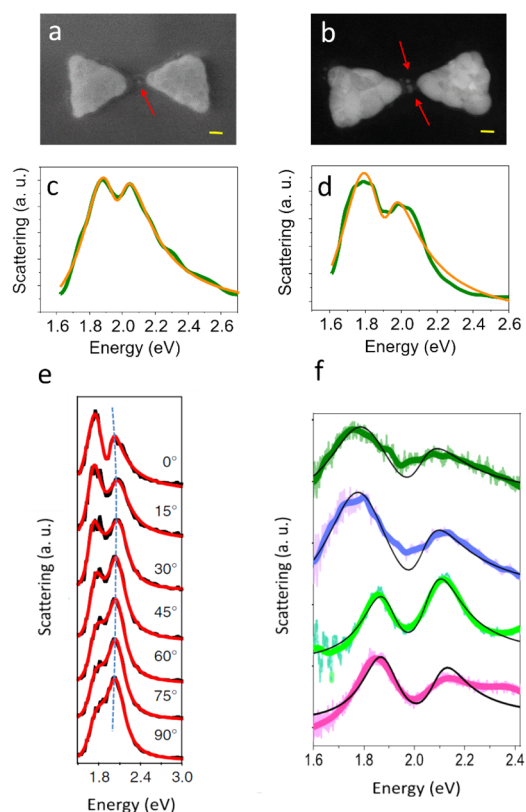 a
b
c
d
Scattering (a. u.)
Scattering (a. u.)
1.6 1.8 2.0 2.2 2.4 2.6
1.6 1.8 2.0 2.2 2.4 2.6
Energy (eV)
Energy (eV)
e
f
0°
15°
30°
45°
60°
75°
90°
Scattering (a. u.)
Scattering (a. u.)
1.8 2.4 3.0
1.6 1.8 2.0 2.2 2.4
Energy (eV)
Energy (eV)